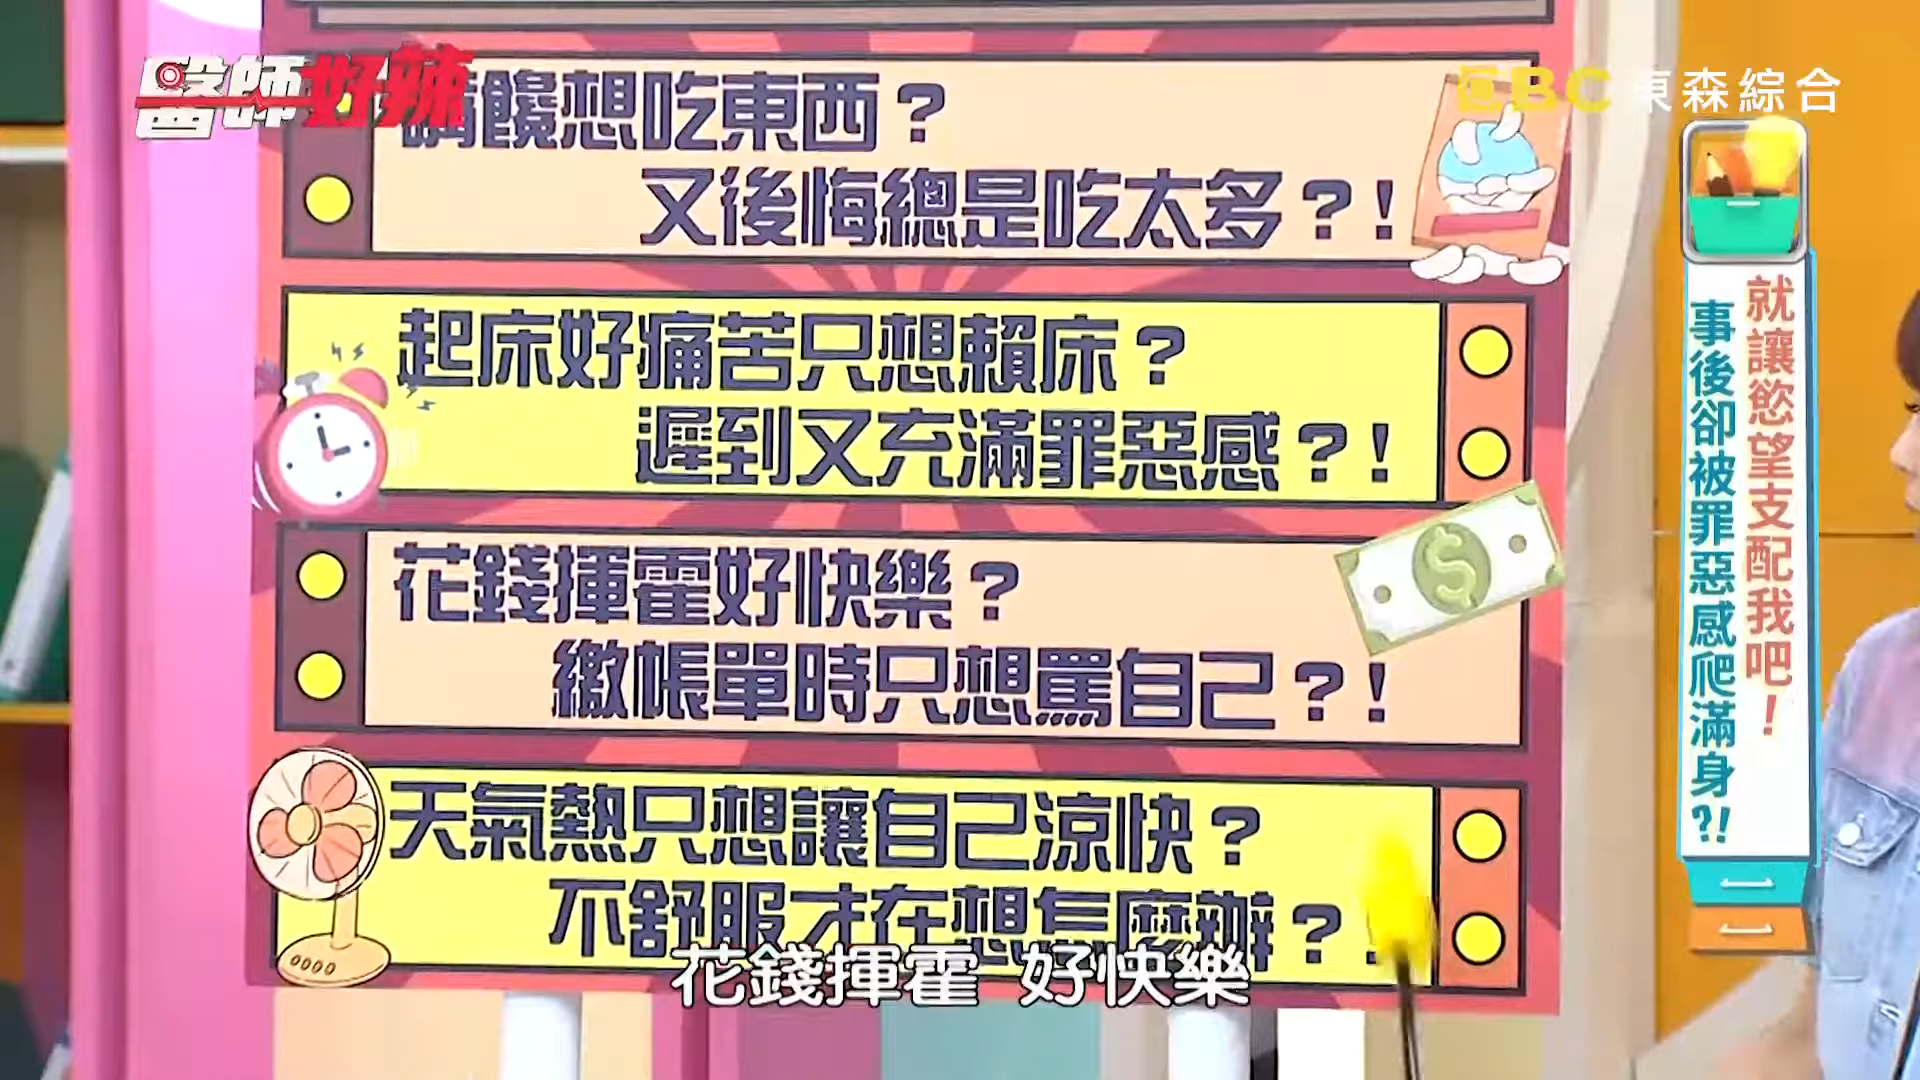 醫師好辣
EBC 東森綜合
嘴饞想吃東西？
又後悔總是吃太多？！
起床好痛苦只想賴床？
遲到又充滿罪惡感？！
花錢揮霍好快樂？
繳帳單時只想罵自己？！
天氣熱只想讓自己涼快？
不舒服才在想怎麼辦？！
就讓慾望支配我吧！
事後卻被罪惡感爬滿身?!
花錢揮霍 好快樂